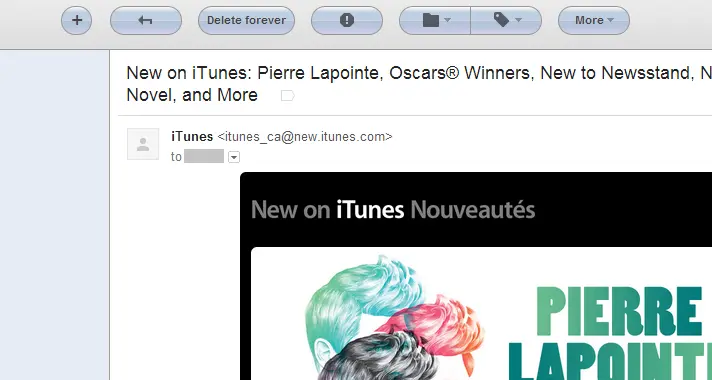 +
Delete forever
More
New on iTunes: Pierre Lapointe, Oscars® Winners, New to Newsstand, N
Novel, and More
iTunes <itunes_ca@new.itunes.com>
to
New on iTunes Nouveautés
PIERRE
LAPOINTE